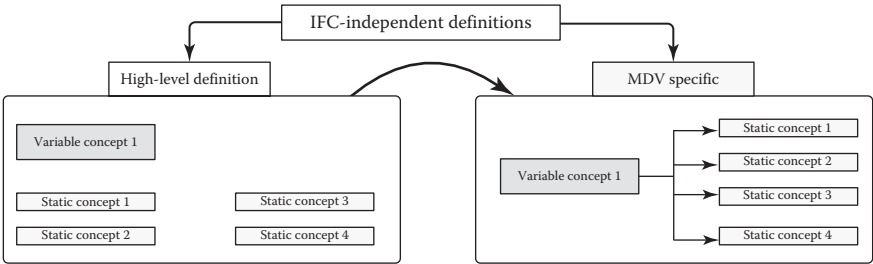 IFC-independent definitions
High-level definition
MDV specific
Variable concept 1
Static concept 1
Static concept 3
Static concept 2
Static concept 4
Variable concept 1
Static concept 1
Static concept 2
Static concept 3
Static concept 4